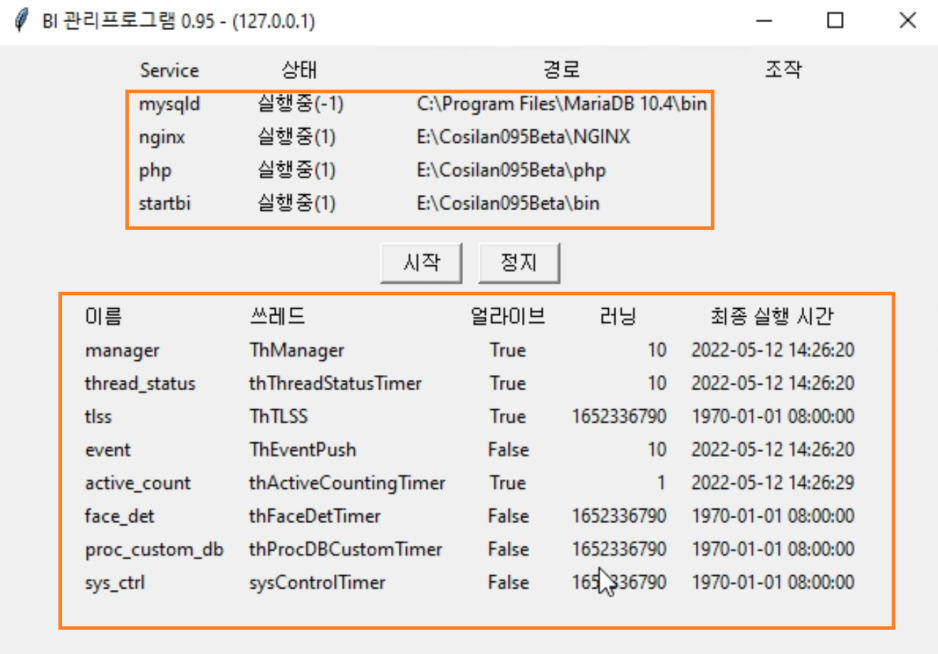 BI 관리프로그램 0.95 - (127.0.0.1)
Service 상태 경로 조작
mysqld 실행중(-1) C:\Program Files\MariaDB 10.4\bin
nginx 실행중(1) E:\Cosilan095Beta\NGINX
php 실행중(1) E:\Cosilan095Beta\php
startbi 실행중(1) E:\Cosilan095Beta\bin
시작 정지
이름 쓰레드 얼라이브 러닝 최종 실행 시간
manager ThManager True 10 2022-05-12 14:26:20
thread_status thThreadStatusTimer True 10 2022-05-12 14:26:20
tlss ThTLSS True 1652336790 1970-01-01 08:00:00
event ThEventPush False 10 2022-05-12 14:26:20
active_count thActiveCountingTimer True 1 2022-05-12 14:26:29
face_det thFaceDetTimer False 1652336790 1970-01-01 08:00:00
proc_custom_db thProcDBCustomTimer False 1652336790 1970-01-01 08:00:00
sys_ctrl sysControlTimer False 1652336790 1970-01-01 08:00:00